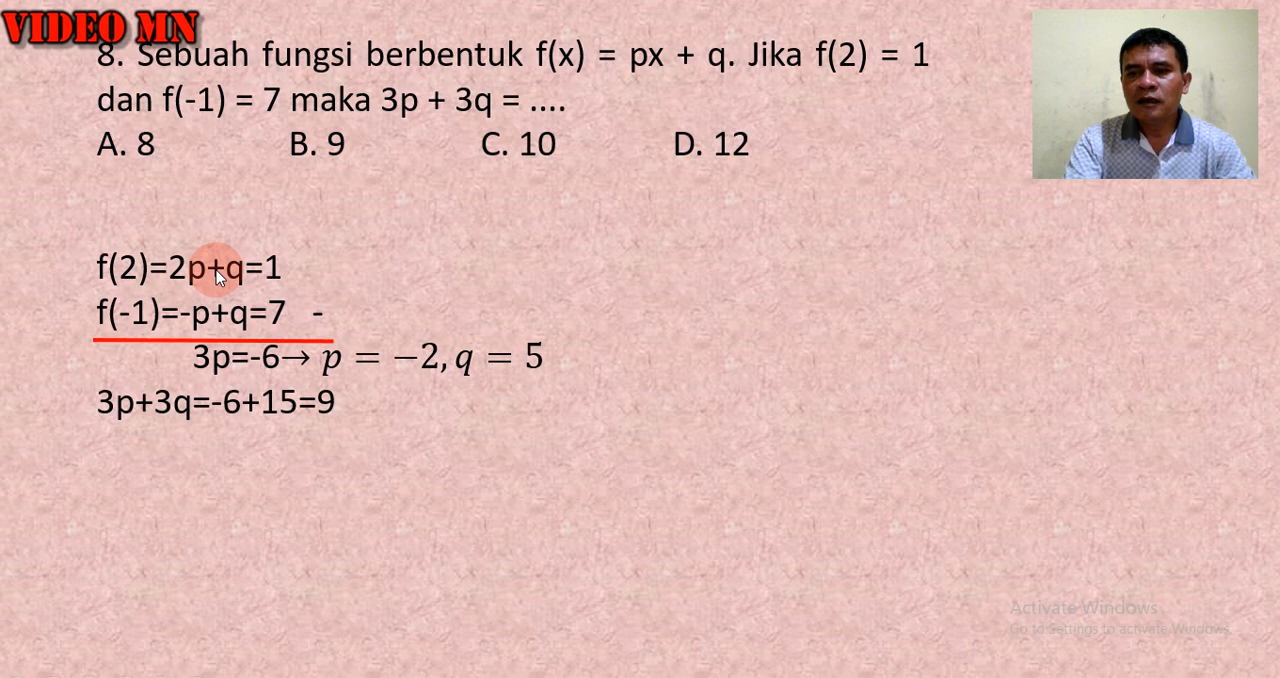 VIDEO MN
8. Sebuah fungsi berbentuk f(x) = px + q. Jika f(2) = 1
dan f(-1) = 7 maka 3p + 3q = ....
A. 8 B. 9 C. 10 D. 12
f(2)=2p+q=1
f(-1)=-p+q=7 -
3p=-6→ p = −2, q = 5
3p+3q=-6+15=9
Activate Windows
Go to Settings to activate Windows.